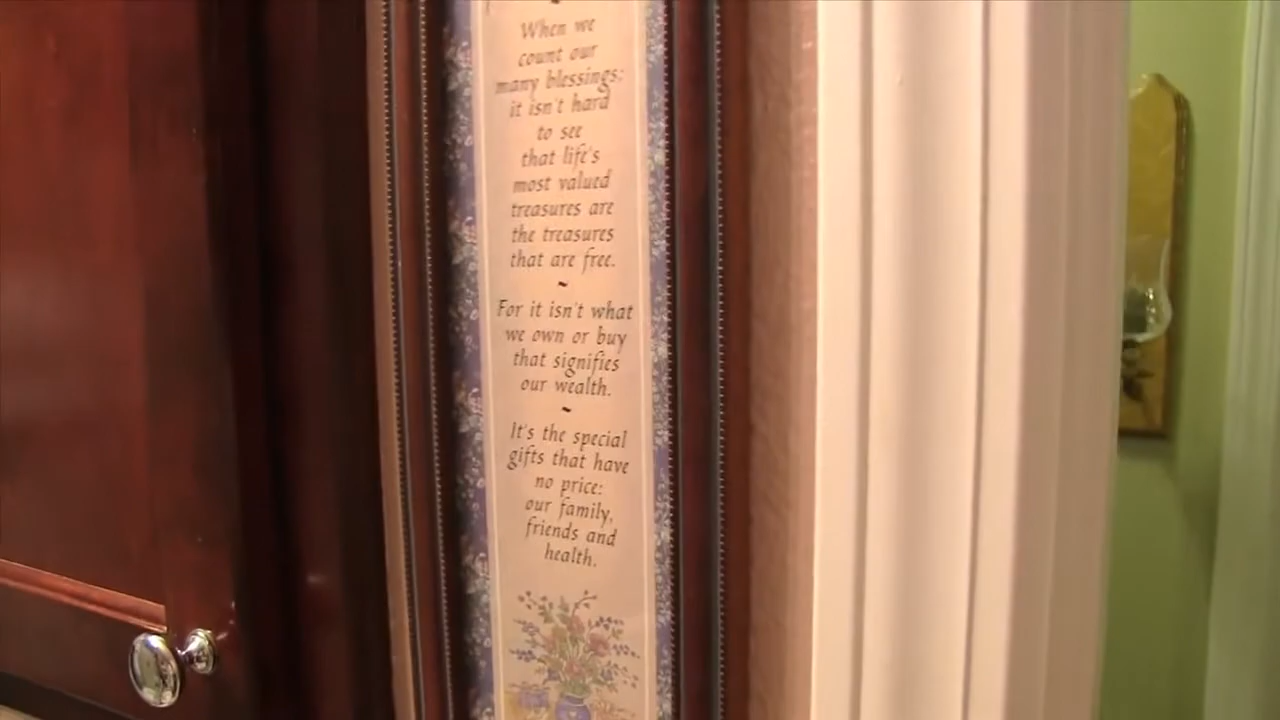 When we
count our
many blessings;
it isn't hard
to see
that life's
most valued
treasures are
the treasures
that are free.
~
For it isn't what
we own or buy
that signifies
our wealth.
~
It's the special
gifts that have
no price:
our family,
friends and
health.